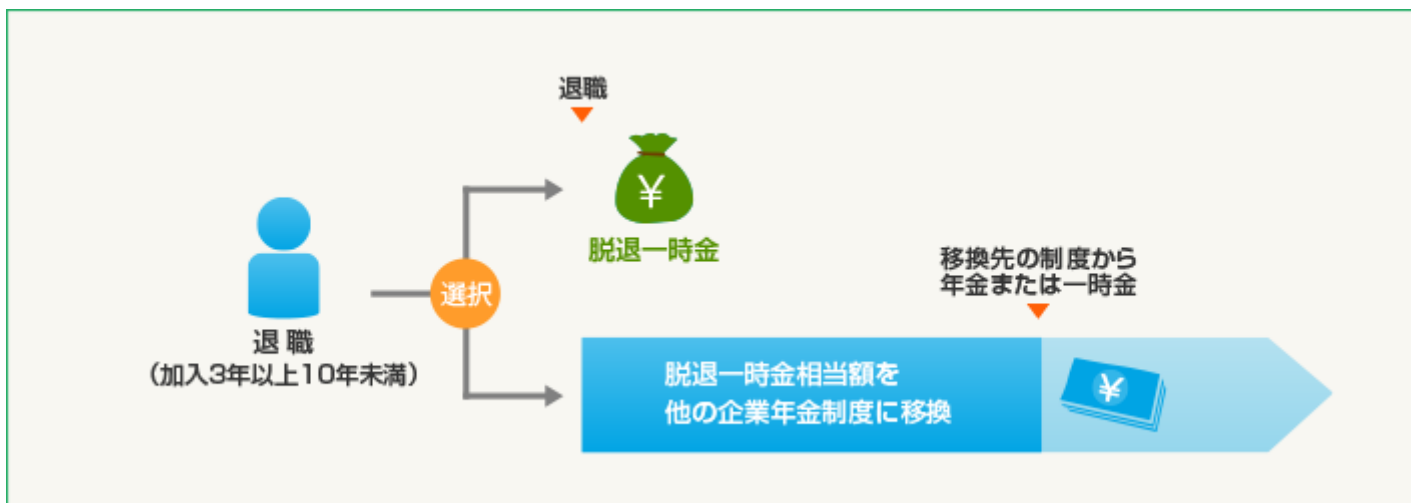 退職
¥
脱退一時金
選択
退 職
（加入3年以上10年未満）
移換先の制度から
年金または一時金
脱退一時金相当額を
他の企業年金制度に移換
¥